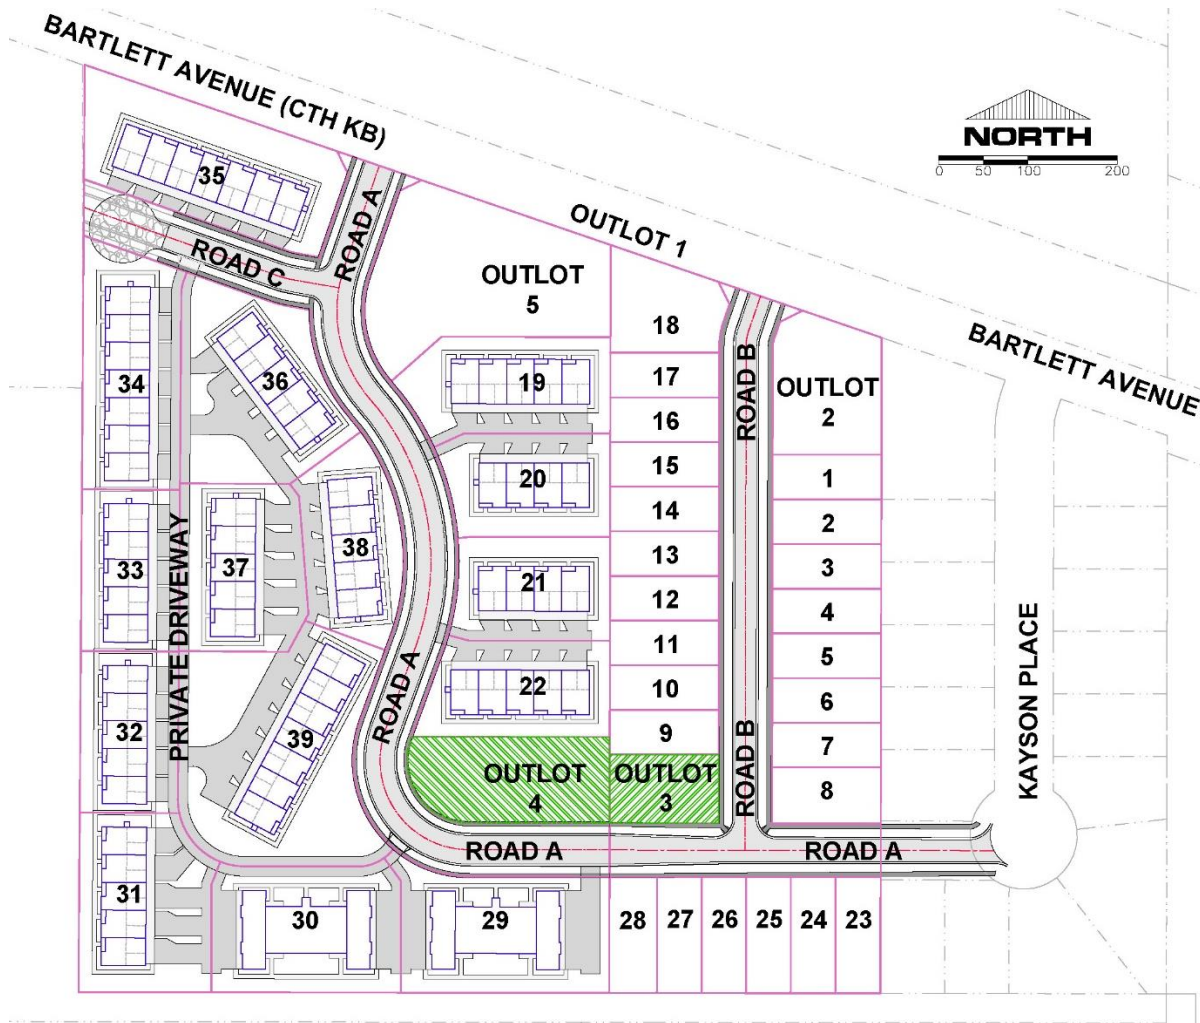 BARTLETT AVENUE (CTH KB)
NORTH
0 50 100 200
35
ROAD A
OUTLOT 1
ROAD C
OUTLOT
5
18
ROAD B
BARTLETT AVENUE
34
36
19
17
OUTLOT
2
16
20
15
1
14
2
33
37
38
13
3
PRIVATE DRIVEWAY
21
12
4
11
5
KAYSON PLACE
32
39
ROAD A
22
10
6
9
7
OUTLOT
4
OUTLOT
3
ROAD B
8
ROAD A
ROAD A
31
30
29
28
27
26
25
24
23